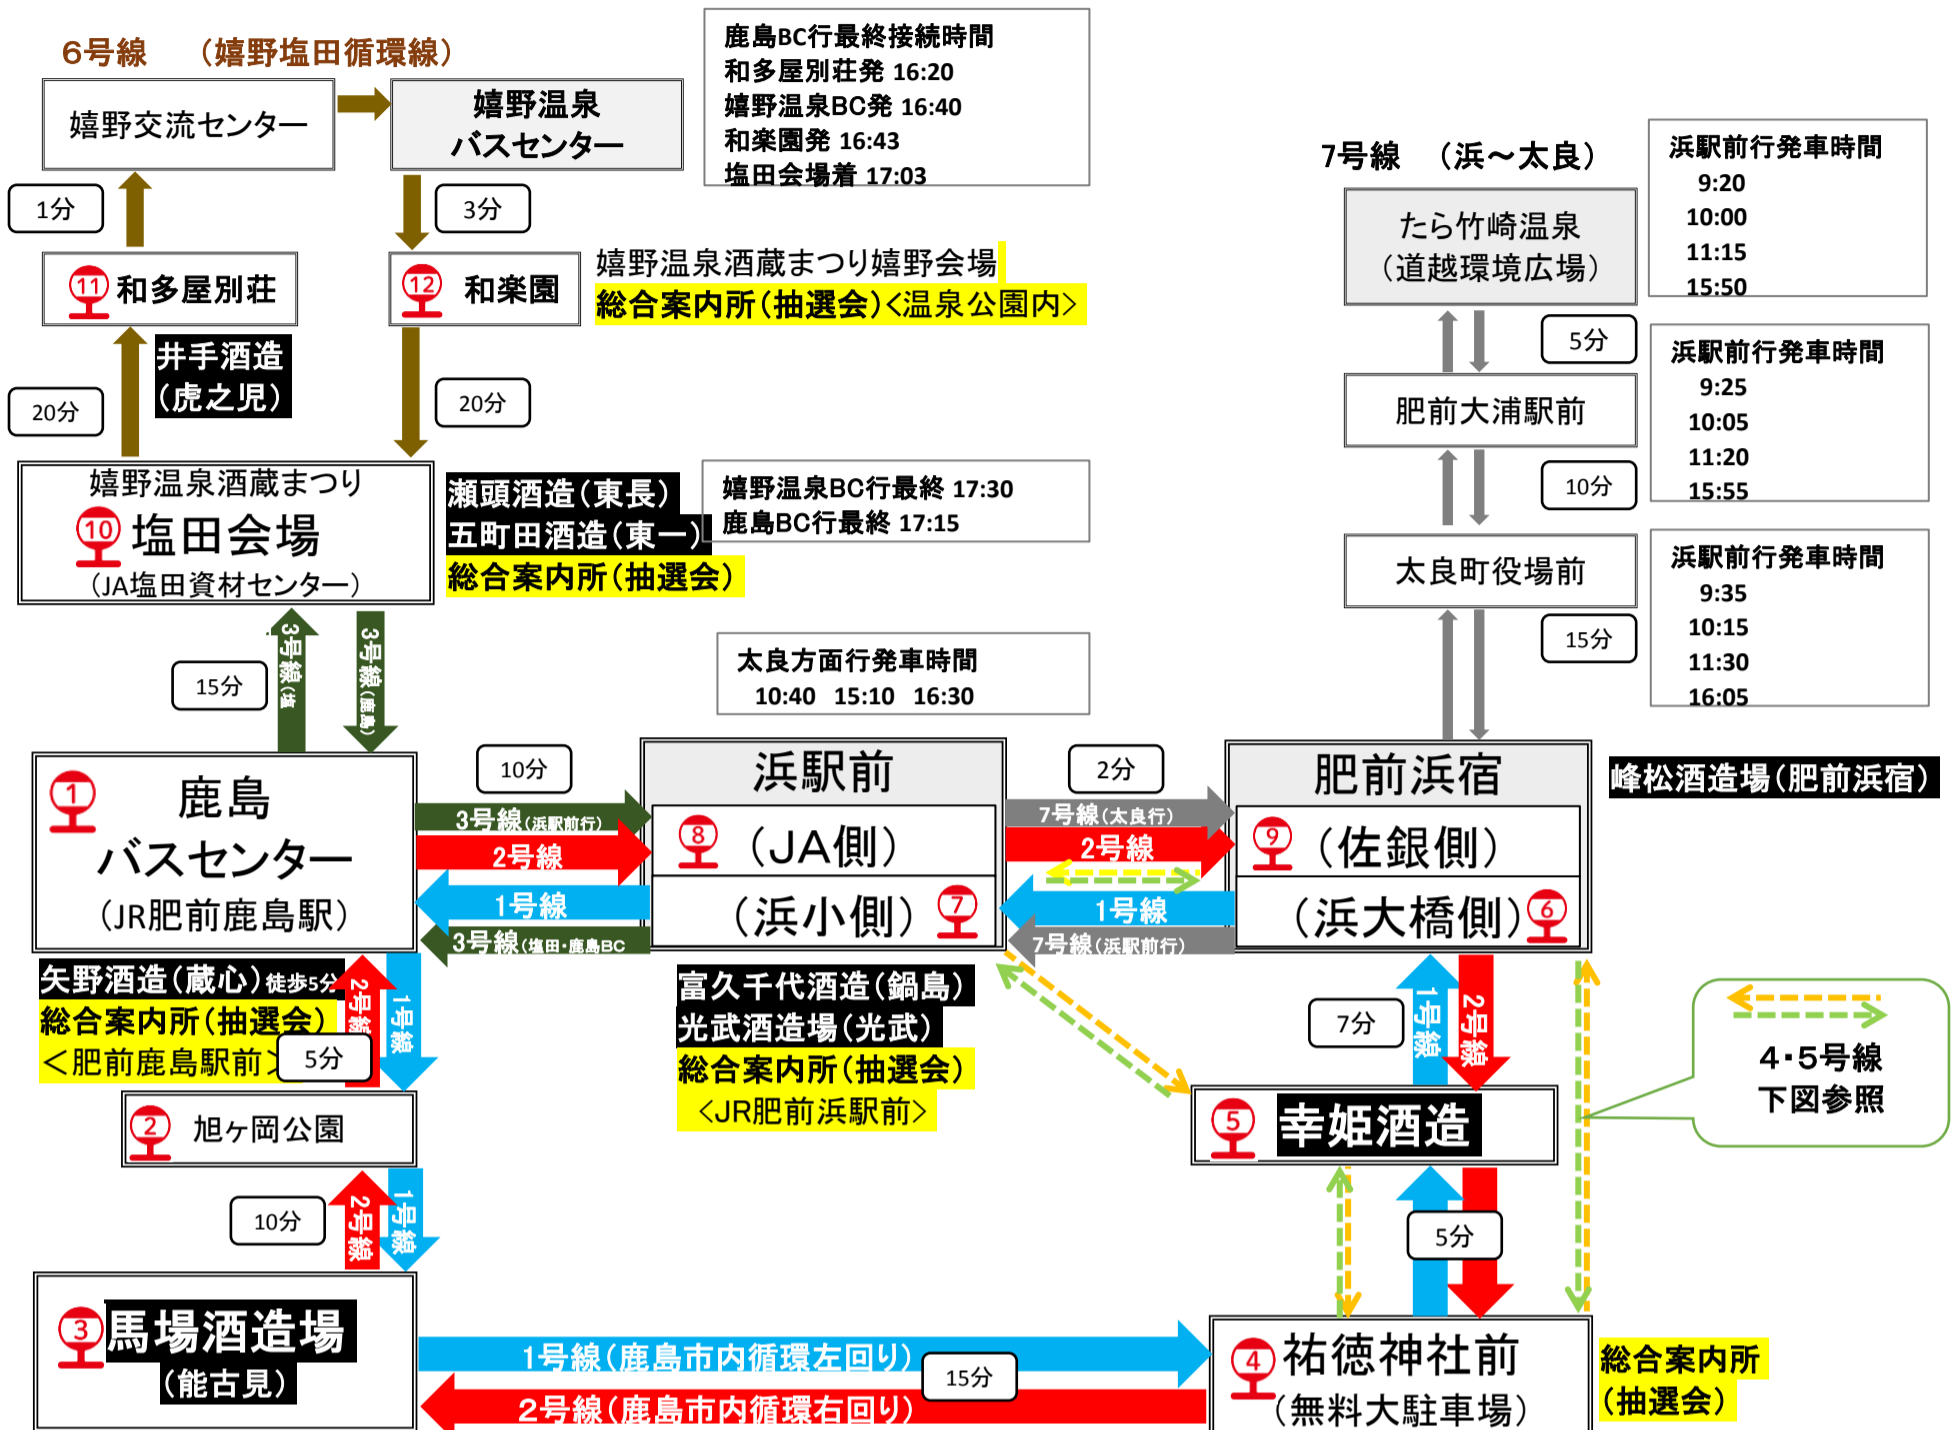 6号線 （嬉野塩田循環線）
嬉野交流センター
嬉野温泉
バスセンター
鹿島BC行最終接続時間
和多屋別荘発 16:20
嬉野温泉BC発 16:40
和楽園発 16:43
塩田会場着 17:03
1分
3分
11 和多屋別荘
12 和楽園
嬉野温泉酒蔵まつり嬉野会場
総合案内所（抽選会）<温泉公園内>
井手酒造
（虎之児）
20分
20分
嬉野温泉酒蔵まつり
10 塩田会場
（JA塩田資材センター）
瀬頭酒造（東長）
五町田酒造（東一）
総合案内所（抽選会）
嬉野温泉BC行最終 17:30
鹿島BC行最終 17:15
7号線 （浜～太良）
たら竹崎温泉
（道越環境広場）
浜駅前行発車時間
9:20
10:00
11:15
15:50
5分
肥前大浦駅前
浜駅前行発車時間
9:25
10:05
11:20
15:55
10分
太良町役場前
浜駅前行発車時間
9:35
10:15
11:30
16:05
15分
15分
3号線（塩
3号線（鹿島）
太良方面行発車時間
10:40 15:10 16:30
1 鹿島
バスセンター
（JR肥前鹿島駅）
10分
3号線（浜駅前行）
2号線
1号線
3号線（塩田・鹿島BC
浜駅前
8 （JA側）
（浜小側） 7
2分
7号線（太良行）
2号線
1号線
7号線（浜駅前行）
肥前浜宿
9 （佐銀側）
（浜大橋側） 6
峰松酒造場（肥前浜宿）
矢野酒造（蔵心）徒歩5分
総合案内所（抽選会）
<肥前鹿島駅前>
5分
2号線
1号線
富久千代酒造（鍋島）
光武酒造場（光武）
総合案内所（抽選会）
<JR肥前浜駅前>
7分
1号線
2号線
4・5号線
下図参照
2 旭ヶ岡公園
5 幸姫酒造
10分
2号線
1号線
5分
3 馬場酒造場
（能古見）
1号線（鹿島市内循環左回り）
15分
2号線（鹿島市内循環右回り）
4 祐徳神社前
（無料大駐車場）
総合案内所
（抽選会）